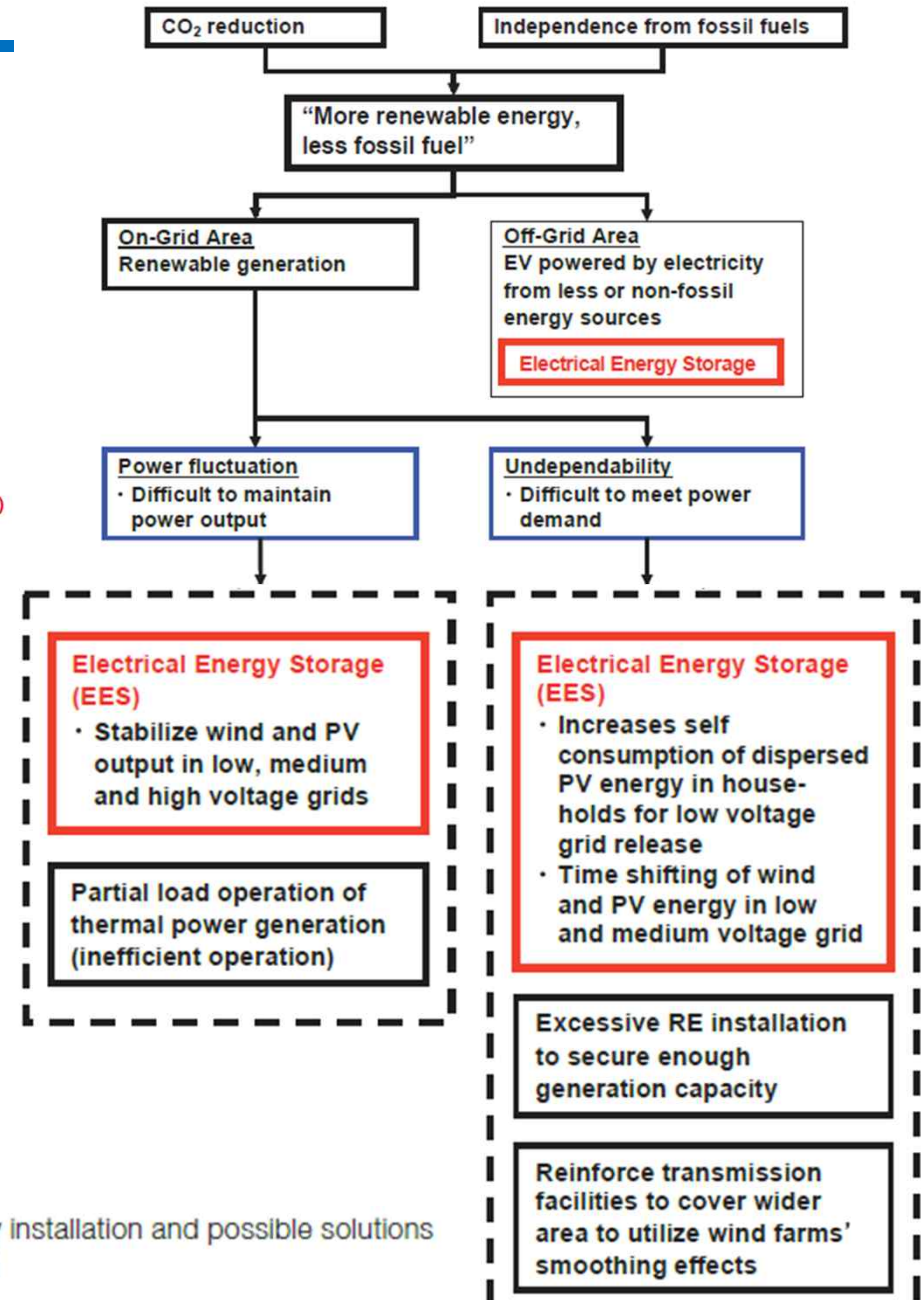 CO₂ reduction
Independence from fossil fuels
“More renewable energy,
less fossil fuel”
On-Grid Area
Renewable generation
Off-Grid Area
EV powered by electricity
from less or non-fossil
energy sources
Electrical Energy Storage
)
Power fluctuation
· Difficult to maintain
power output
Undependability
· Difficult to meet power
demand
Electrical Energy Storage
(EES)
· Stabilize wind and PV
output in low, medium
and high voltage grids
Partial load operation of
thermal power generation
(inefficient operation)
Electrical Energy Storage
(EES)
· Increases self
consumption of dispersed
PV energy in house-
holds for low voltage
grid release
· Time shifting of wind
and PV energy in low
and medium voltage grid
Excessive RE installation
to secure enough
generation capacity
Reinforce transmission
facilities to cover wider
area to utilize wind farms’
smoothing effects
installation and possible solutions